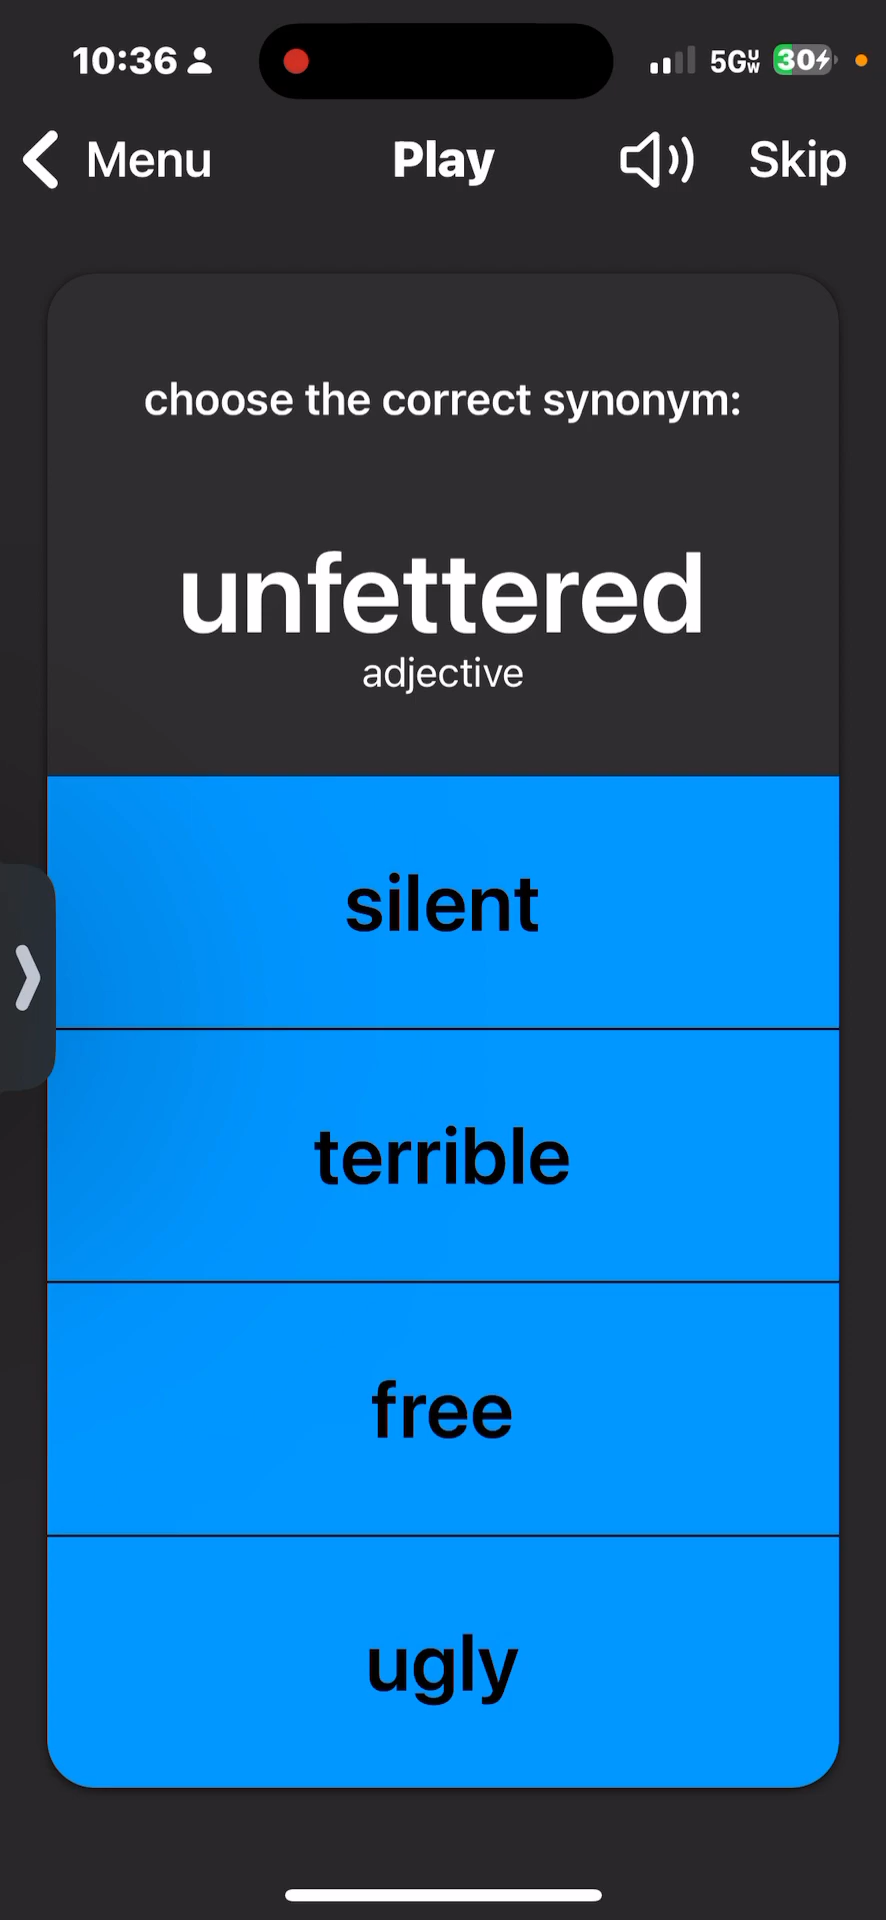 10:36 5G UW 30
Menu Play Skip
choose the correct synonym:
unfettered
adjective
silent
terrible
free
ugly